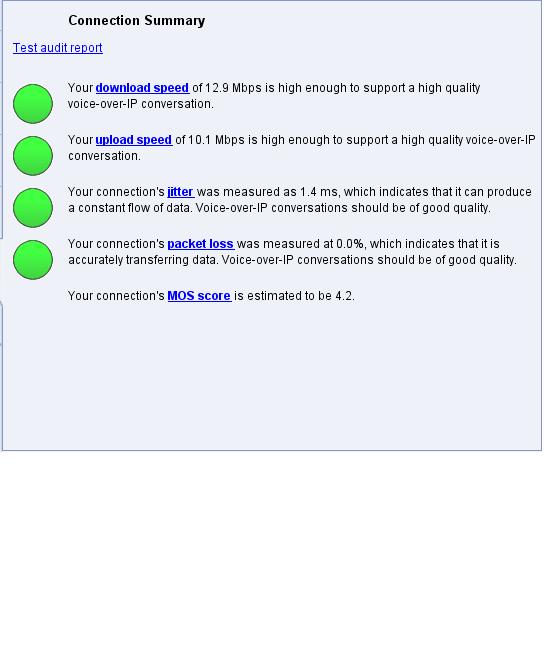 Connection Summary
Test audit report
Your download speed of 12.9 Mbps is high enough to support a high quality
voice-over-IP conversation.
Your upload speed of 10.1 Mbps is high enough to support a high quality voice-over-IP
conversation.
Your connection's jitter was measured as 1.4 ms, which indicates that it can produce
a constant flow of data. Voice-over-IP conversations should be of good quality.
Your connection's packet loss was measured at 0.0%, which indicates that it is
accurately transferring data. Voice-over-IP conversations should be of good quality.
Your connection's MOS score is estimated to be 4.2.